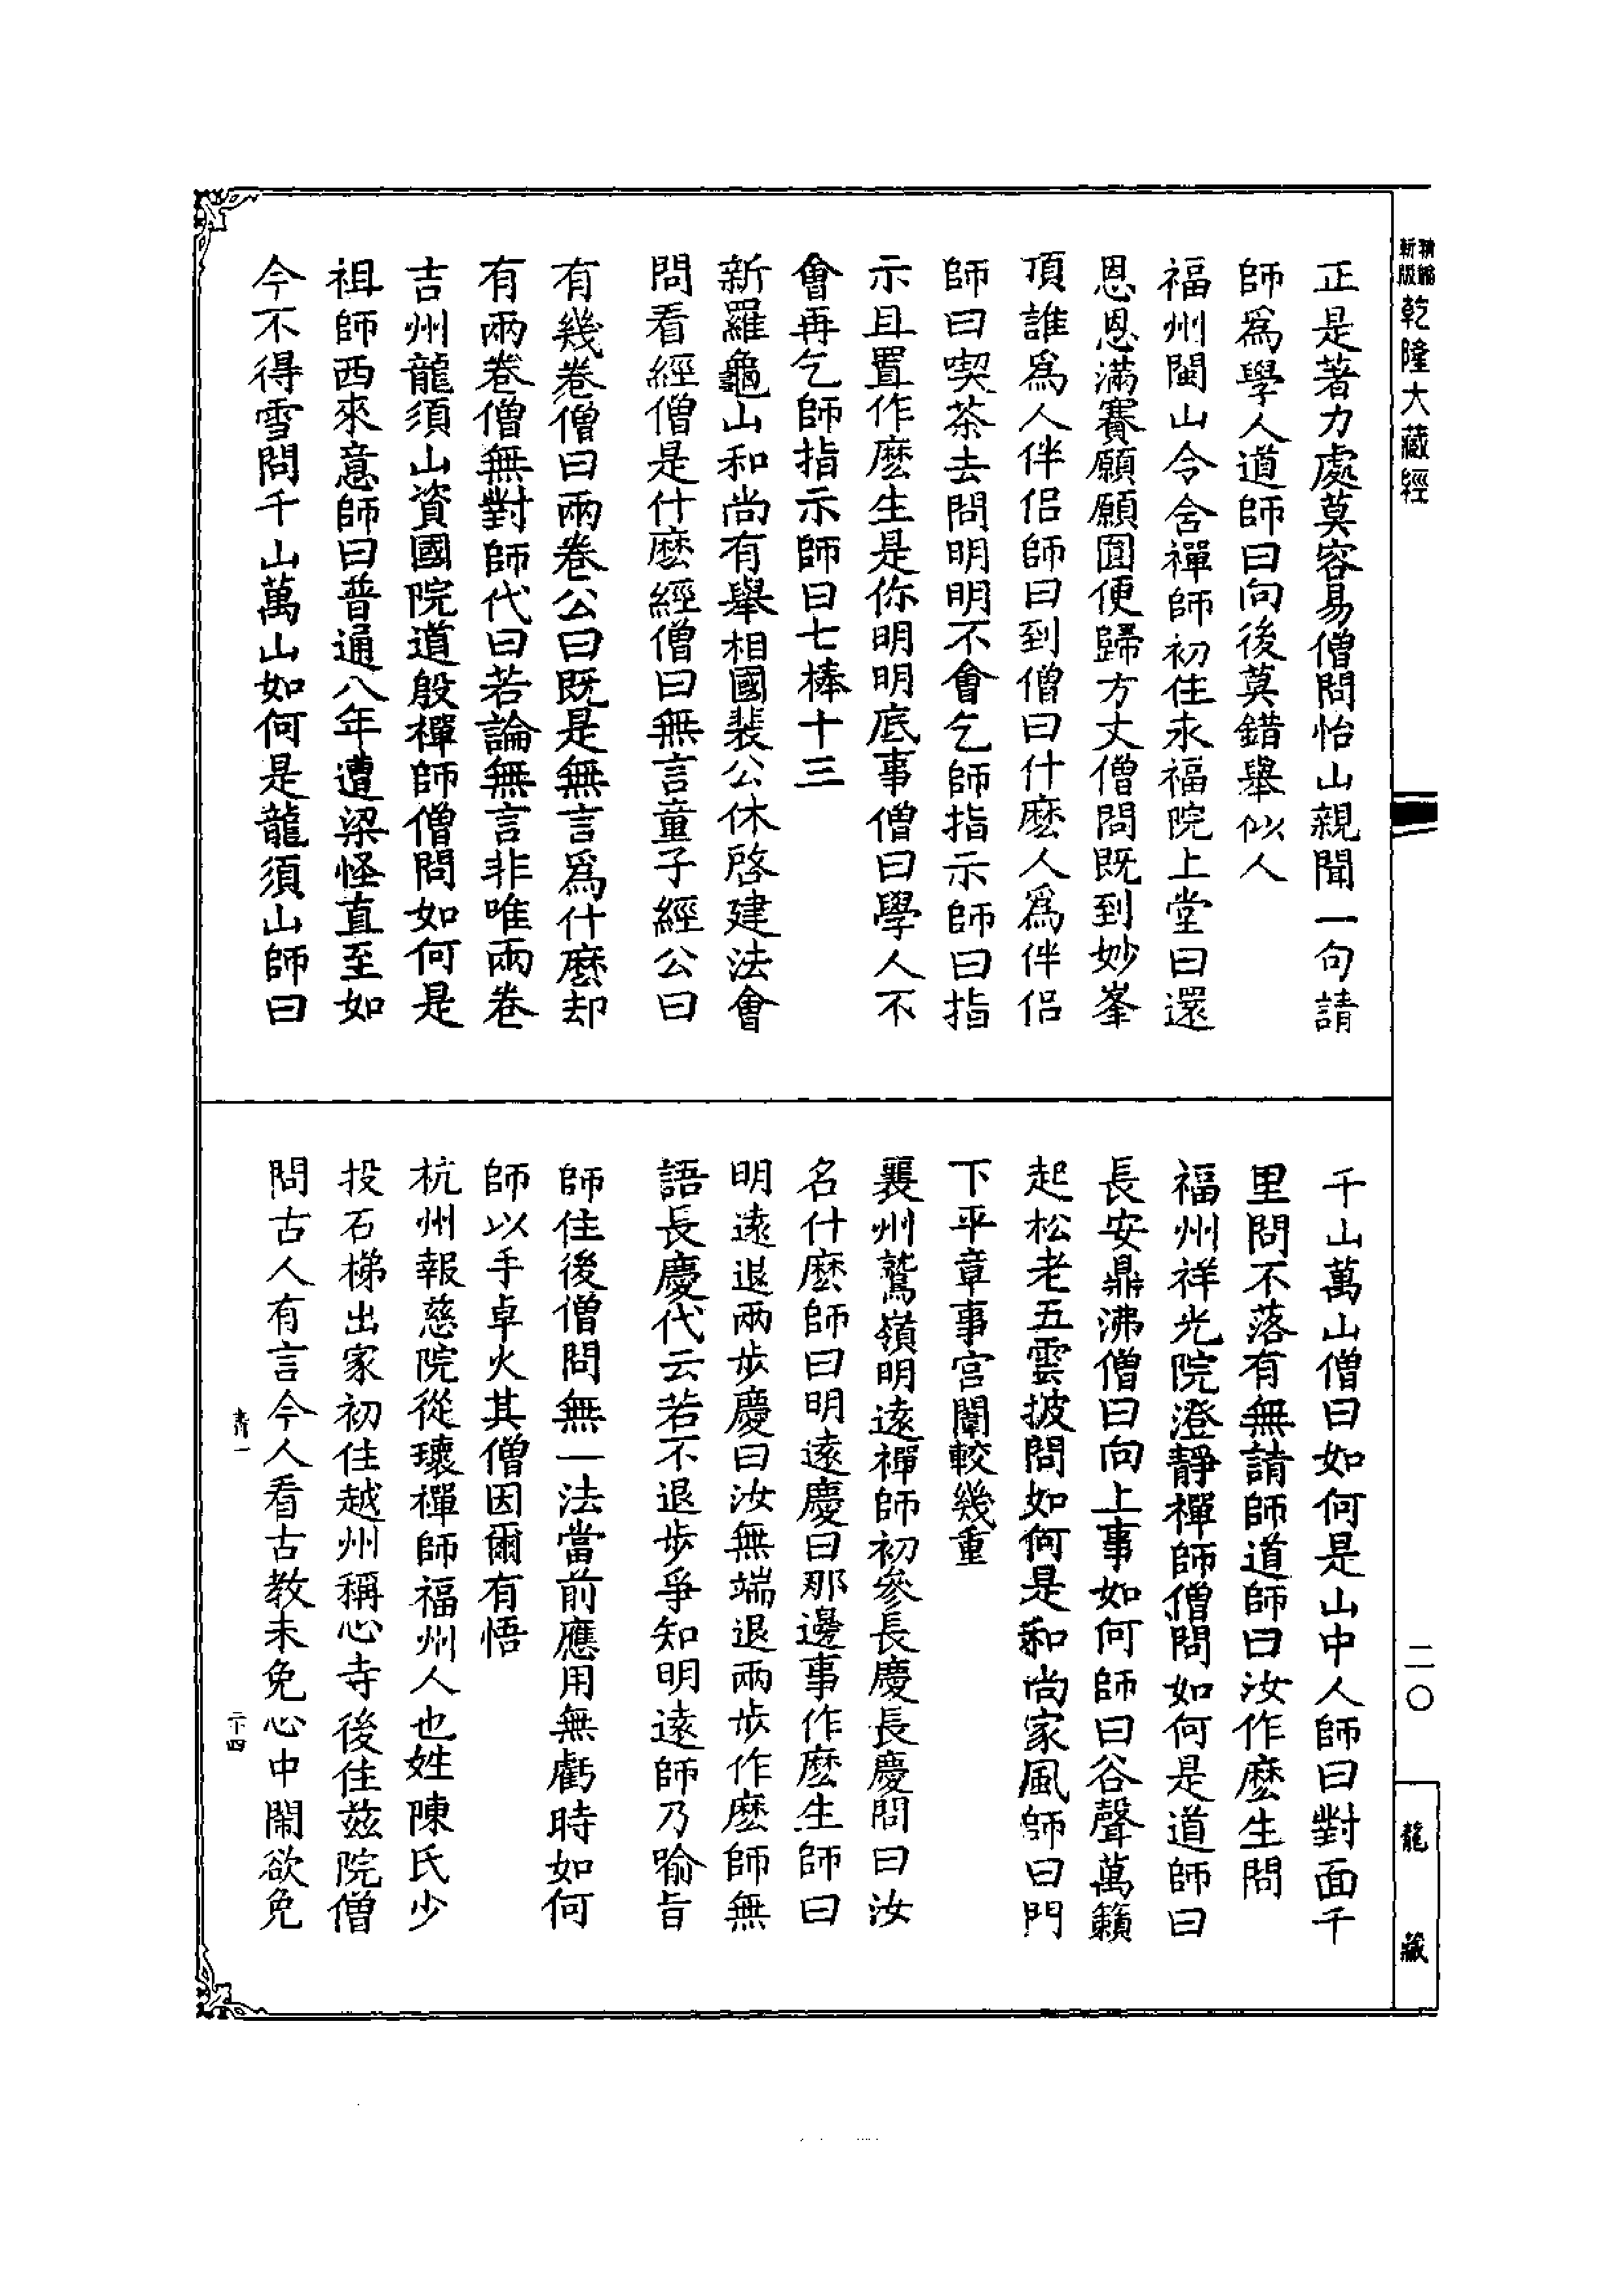 精編
新版
乾隆大藏經
正是著力處莫容易僧問怡山親聞一句請
師爲學人道師曰向後莫錯舉似人
福州閩山令含禪師初住永福院上堂曰還
恩恩滿賽願願圓便歸方丈僧問既到妙峯
頂誰爲人伴侶師曰到僧曰什麽人爲伴侶
師曰喫茶去問明明不會乞師指示師曰指
示且置作麽生是你明明底事僧曰學人不
會再乞師指示師曰七棒十三
新羅龜山和尚有舉相國裴公休啓建法會
問看經僧是什麽經僧曰無言童子經公曰
有幾卷僧曰兩卷公曰既是無言爲什麽却
有兩卷僧無對師代曰若論無言非唯兩卷
吉州龍須山資國院道殷禪師僧問如何是
祖師西來意師曰普通八年遭梁怪直至如
今不得雪問千山萬山如何是龍須山師曰
千山萬山僧曰如何是山中人師曰對面千
里問不落有無請師道師曰汝作麽生問
福州祥光院澄靜禪師僧問如何是道師曰
長安鼎沸僧曰向上事如何師曰谷聲萬籟
起松老五雲披問如何是和尚家風師曰門
下平章事宮闈較幾重
襄州鷲嶺明遠禪師初參長慶長慶問曰汝
名什麽師曰明遠慶曰那邊事作麽生師曰
明遠退兩步慶曰汝無端退兩步作麽師無
語長慶代云若不退步爭知明遠師乃喻旨
師住後僧問無一法當前應用無虧時如何
師以手卓火其僧因爾有悟
杭州報慈院從瓌禪師福州人也姓陳氏少
投石梯出家初住越州稱心寺後住兹院僧
問古人有言今人看古教未免心中鬧欲免
二十四
二〇
龍藏